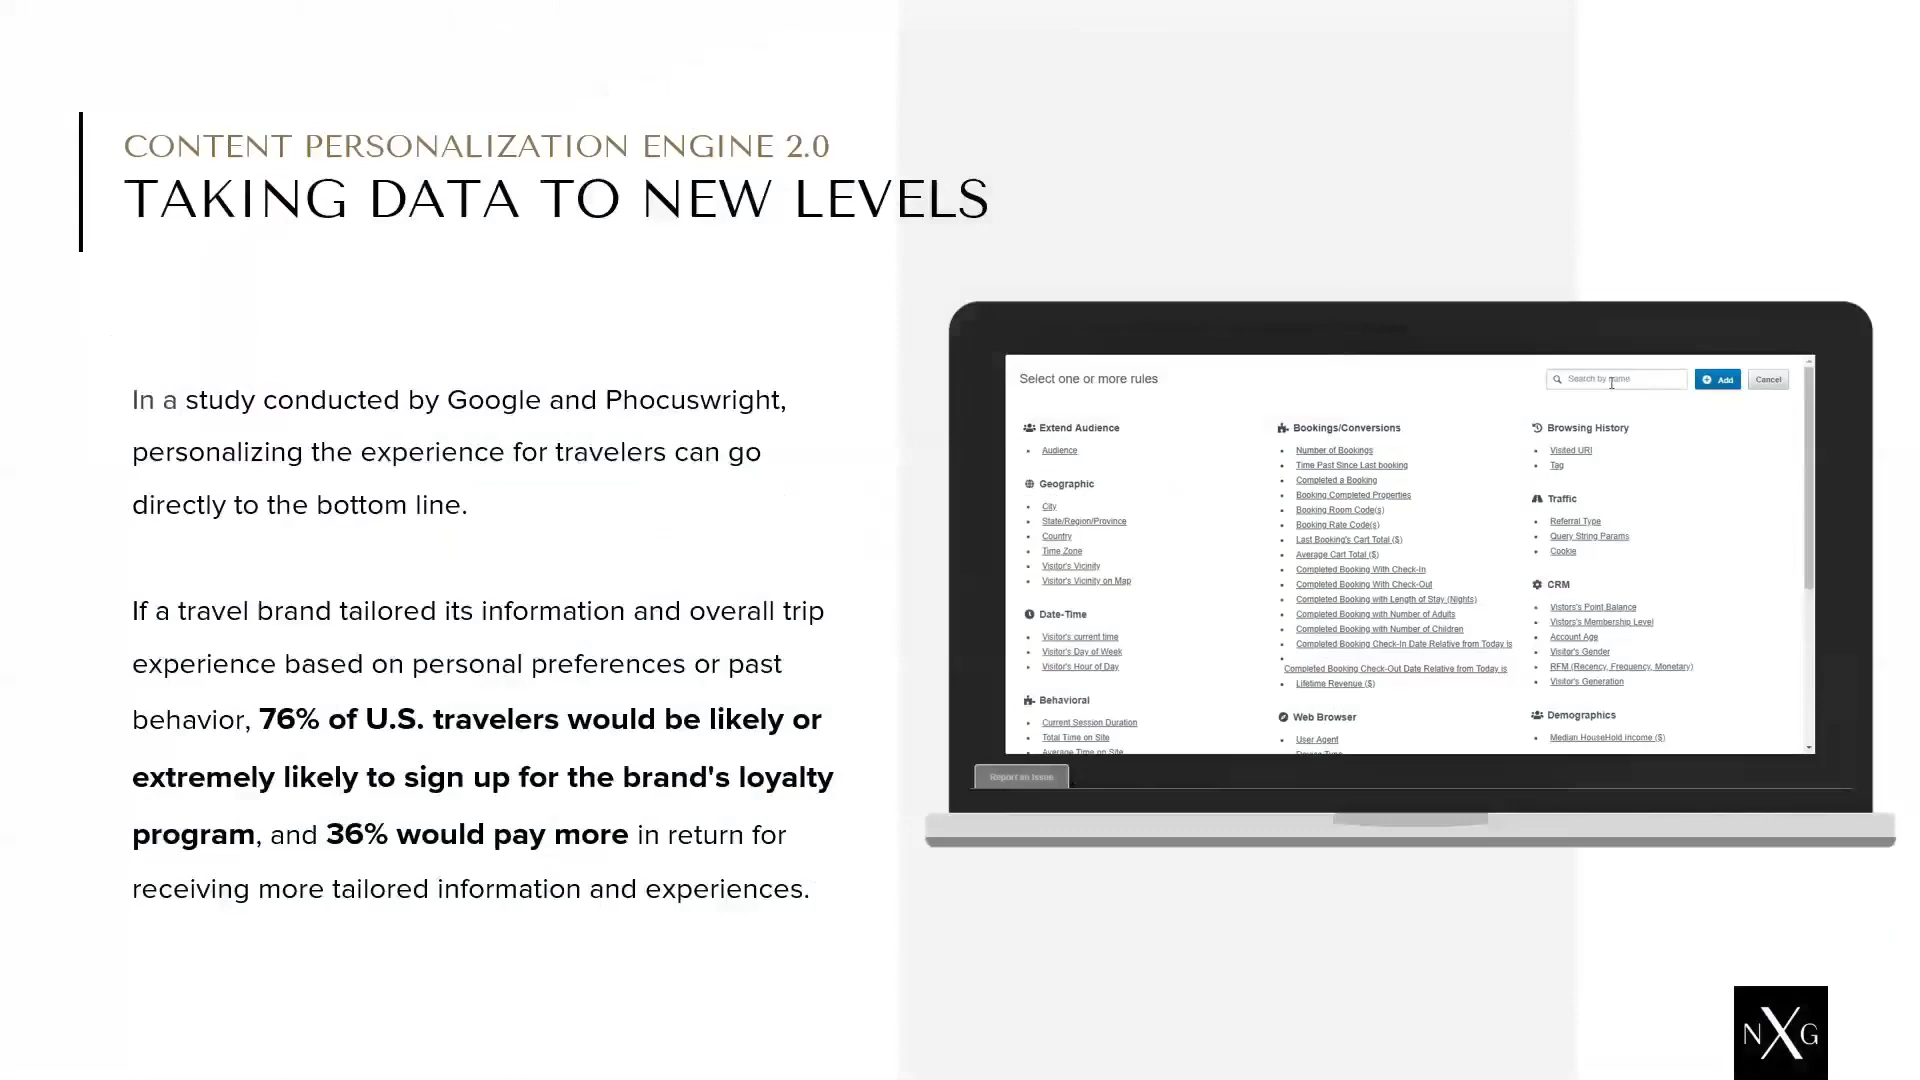 CONTENT PERSONALIZATION ENGINE 2.0
TAKING DATA TO NEW LEVELS
In a study conducted by Google and Phocuswright,
personalizing the experience for travelers can go
directly to the bottom line.
If a travel brand tailored its information and overall trip
experience based on personal preferences or past
behavior, 76% of U.S. travelers would be likely or
extremely likely to sign up for the brand's loyalty
program, and 36% would pay more in return for
receiving more tailored information and experiences.
Select one or more rules
Search by name
Add
Cancel
Extend Audience
Audience
Geographic
City
State/Region/Province
Country
Time Zone
Visitor's Vicinity
Visitor's Vicinity on Map
Date-Time
Visitor's current time
Visitor's Day of Week
Visitor's Hour of Day
Behavioral
Current Session Duration
Total Time on Site
Average Time on Site
Bookings/Conversions
Number of Bookings
Time Past Since Last booking
Completed a Booking
Booking Completed Properties
Booking Room Code(s)
Booking Rate Code(s)
Last Booking's Cart Total ($)
Average Cart Total ($)
Completed Booking With Check-In
Completed Booking With Check-Out
Completed Booking with Length of Stay (Nights)
Completed Booking with Number of Adults
Completed Booking with Number of Children
Completed Booking Check-In Date Relative from Today is
Completed Booking Check-Out Date Relative from Today is
Lifetime Revenue ($)
Web Browser
User Agent
Device Type
Browsing History
Visited URI
Tag
Traffic
Referral Type
Query String Params
Cookie
CRM
Vistors's Point Balance
Vistors's Membership Level
Account Age
Visitor's Gender
RFM (Recency, Frequency, Monetary)
Visitor's Generation
Demographics
Median HouseHold income ($)
Report an Issue
NXG